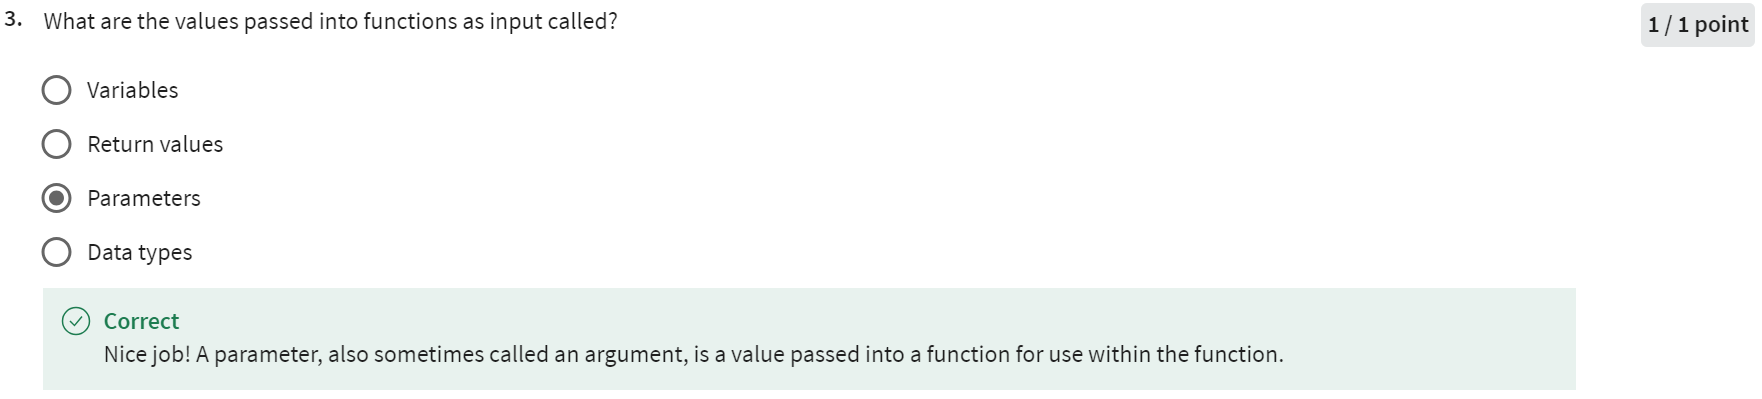 3. What are the values passed into functions as input called?
1 / 1 point
Variables
Return values
Parameters
Data types
Correct
Nice job! A parameter, also sometimes called an argument, is a value passed into a function for use within the function.